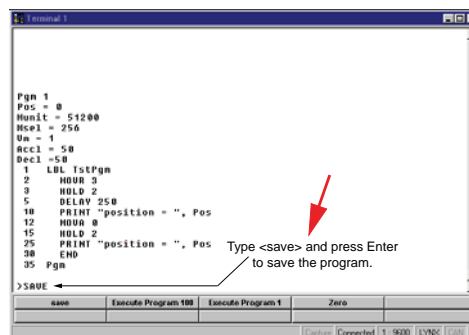 Terminal 1
Pgm 1
Pos = 0
Munit = 51200
Msel = 256
Vm - 1
Accl = 50
Decl =50
1 LBL TstPgm
2 MOVR 3
3 HOLD 2
5 DELAY 250
10 PRINT "position = ", Pos
12 MOVA 0
15 HOLD 2
25 PRINT "position = ", Pos
30 END
35 Pgm
Type <save> and press Enter
to save the program.
>SAVE
save Execute Program 100 Execute Program 1 Zero
Capture Connected 1 : 9600 LYNX CAN